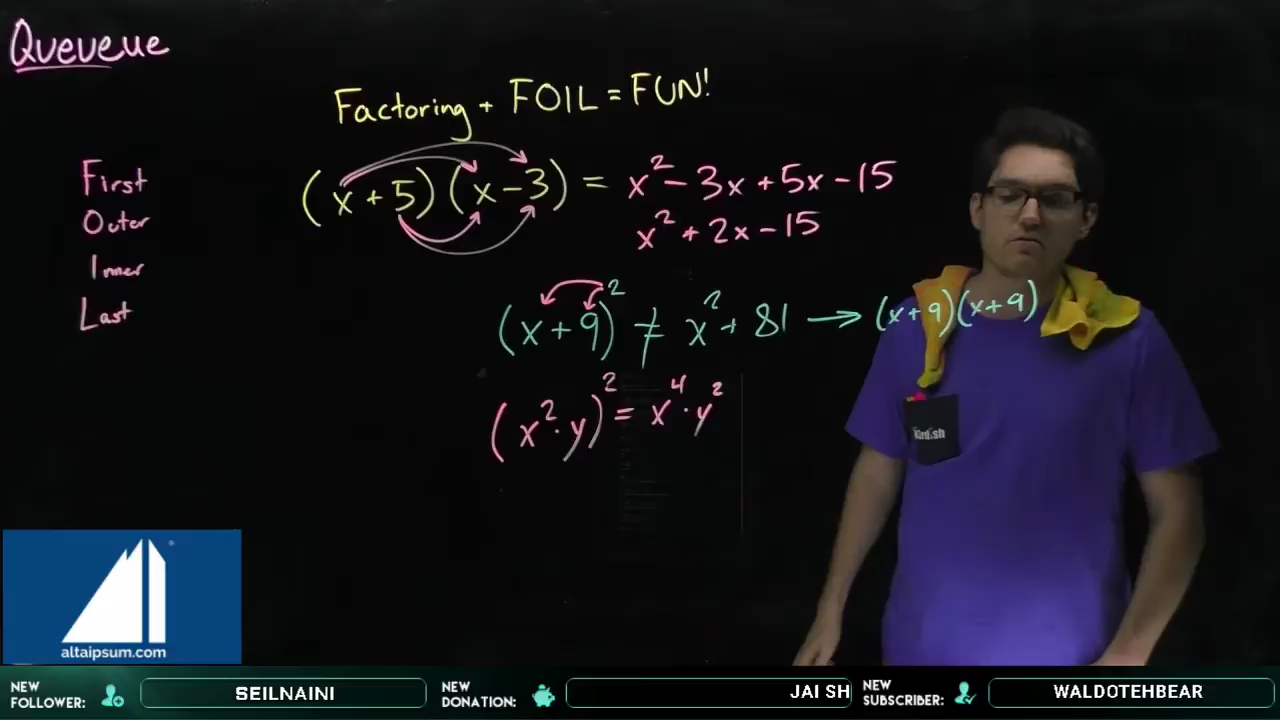 Queueue
Factoring + FOIL = FUN!
First
Outer
Inner
Last
(x+5)(x-3) = x²-3x+5x-15
x²+2x-15
(x+9)² ≠ x²+81 → (x+9)(x+9)
(x²·y)² = x⁴·y²
altaipsum.com
NEW FOLLOWER: SEILNAINI
NEW DONATION: JAI SH
NEW SUBSCRIBER: WALDOTEHBEAR